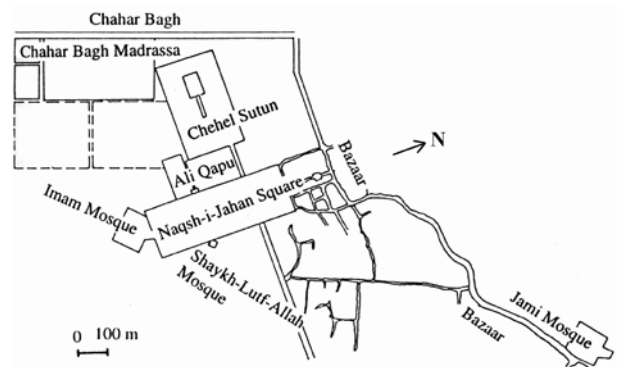 Chahar Bagh
Chahar Bagh Madrassa
Chehel Sutun
Ali Qapu
Imam Mosque
Naqsh-i-Jahan Square
Bazaar
N
Shaykh-Lutf-Allah
Mosque
Bazaar
Jami Mosque
0 100 m